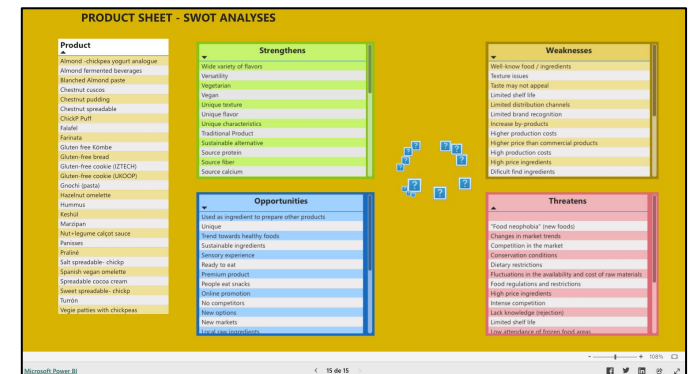 PRODUCT SHEET - SWOT ANALYSES
Product
Almond -chickpea yogurt analogue
Almond fermented beverages
Blanched Almond paste
Chestnut cuscos
Chestnut pudding
Chestnut spreadable
ChickP Puff
Falafel
Farinata
Gluten free Kömbe
Gluten-free bread
Gluten-free cookie (IZTECH)
Gluten-free cookie (UKOOP)
Gnochi (pasta)
Hazelnut omelette
Hummus
Keshül
Marzipan
Nut+legume calçot sauce
Panisses
Praliné
Salt spreadable- chickp
Spanish vegan omelette
Spreadable cocoa cream
Sweet spreadable- chickp
Turrón
Vegie patties with chickpeas
Strengthens
Wide variety of flavors
Versatility
Vegetarian
Vegan
Unique texture
Unique flavor
Unique characteristics
Traditional Product
Sustainable alternative
Source protein
Source fiber
Source calcium
Weaknesses
Well-know food / ingredients
Texture issues
Taste may not appeal
Limited shelf life
Limited distribution channels
Limited brand recognition
Increase by-products
Higher production costs
Higher price than commercial products
High production costs
High price ingredients
Dificult find ingredients
Opportunities
Used as ingredient to prepare other products
Unique
Trend towards healthy foods
Sustainable ingredients
Sensory experience
Ready to eat
Premium product
People eat snacks
Online promotion
No competitors
New options
New markets
Local raw ingredients
Threatens
"Food neophobia" (new foods)
Changes in market trends
Competition in the market
Conservation conditions
Dietary restrictions
Fluctuations in the availability and cost of raw materials
Food regulations and restrictions
High price ingredients
Intense competition
Lack knowledge (rejection)
Limited shelf life
Low attendance of frozen food areas
108%
Microsoft Power BI
15 de 15